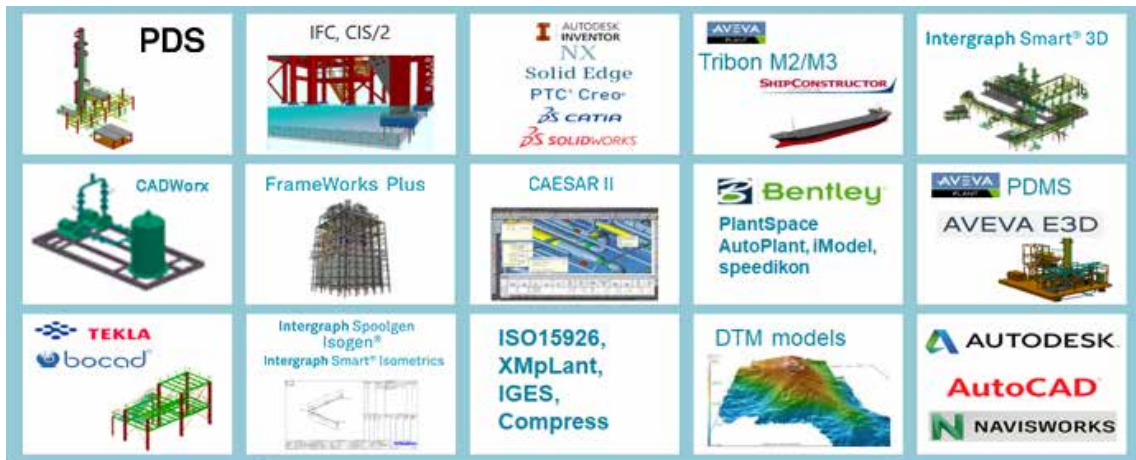 PDS
IFC, CIS/2
AUTODESK
INVENTOR
NX
Solid Edge
PTC® Creo®
CATIA
SOLIDWORKS
AVEVA
PLANT
Tribon M2/M3
SHIPCONSTRUCTOR
Intergraph Smart® 3D
CADWorx
FrameWorks Plus
CAESAR II
Bentley®
PlantSpace
AutoPlant, iModel,
speedikon
AVEVA
PLANT
PDMS
AVEVA E3D
TEKLA
bocad®
Intergraph Spoolgen
Isogen®
Intergraph Smart® Isometrics
ISO15926,
XMpLant,
IGES,
Compress
DTM models
AUTODESK.
AutoCAD®
NAVISWORKS